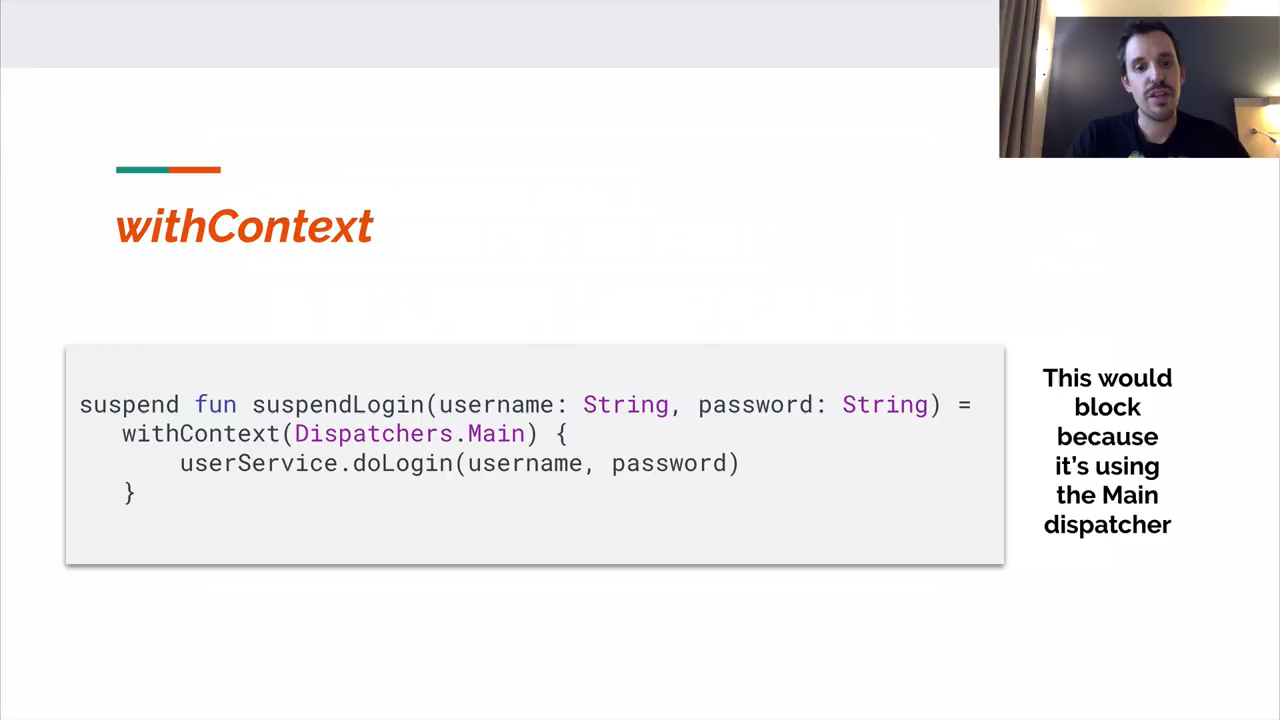 withContext
suspend fun suspendLogin(username: String, password: String) =
withContext(Dispatchers.Main) {
userService.doLogin(username, password)
}
This would
block
because
it's using
the Main
dispatcher